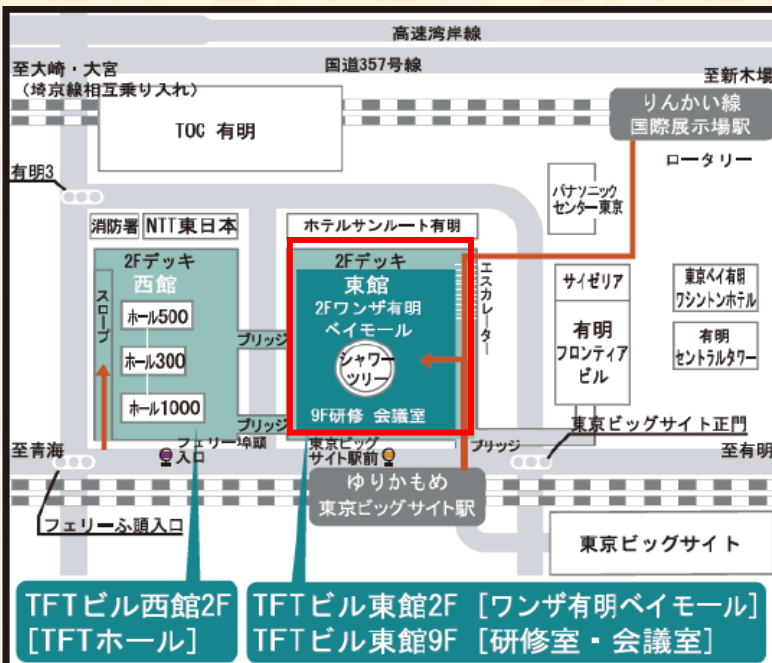 高速湾岸線
国道357号線
至大崎・大宮
(埼京線相互乗り入れ)
至新木場
りんかい線
国際展示場駅
TOC 有明
ロータリー
有明3
パナソニック
センター東京
消防署
NTT東日本
ホテルサンルート有明
2Fデッキ
西館
スロープ
ホール500
ホール300
ホール1000
ブリッジ
ブリッジ
2Fデッキ
東館
2Fワンザ有明
ベイモール
シャワー
ツリー
9F研修 会議室
エスカレーター
サイゼリア
有明
フロンティア
ビル
東京ベイ有明
ワシントンホテル
有明
セントラルタワー
東京ビッグサイト正門
至青海
フェリー埠頭
入口
東京ビッグ
サイト駅前
ブリッジ
至有明
ゆりかもめ
東京ビッグサイト駅
フェリーふ頭入口
東京ビッグサイト
TFTビル西館2F
[TFTホール]
TFTビル東館2F [ワンザ有明ベイモール]
TFTビル東館9F [研修室・会議室]